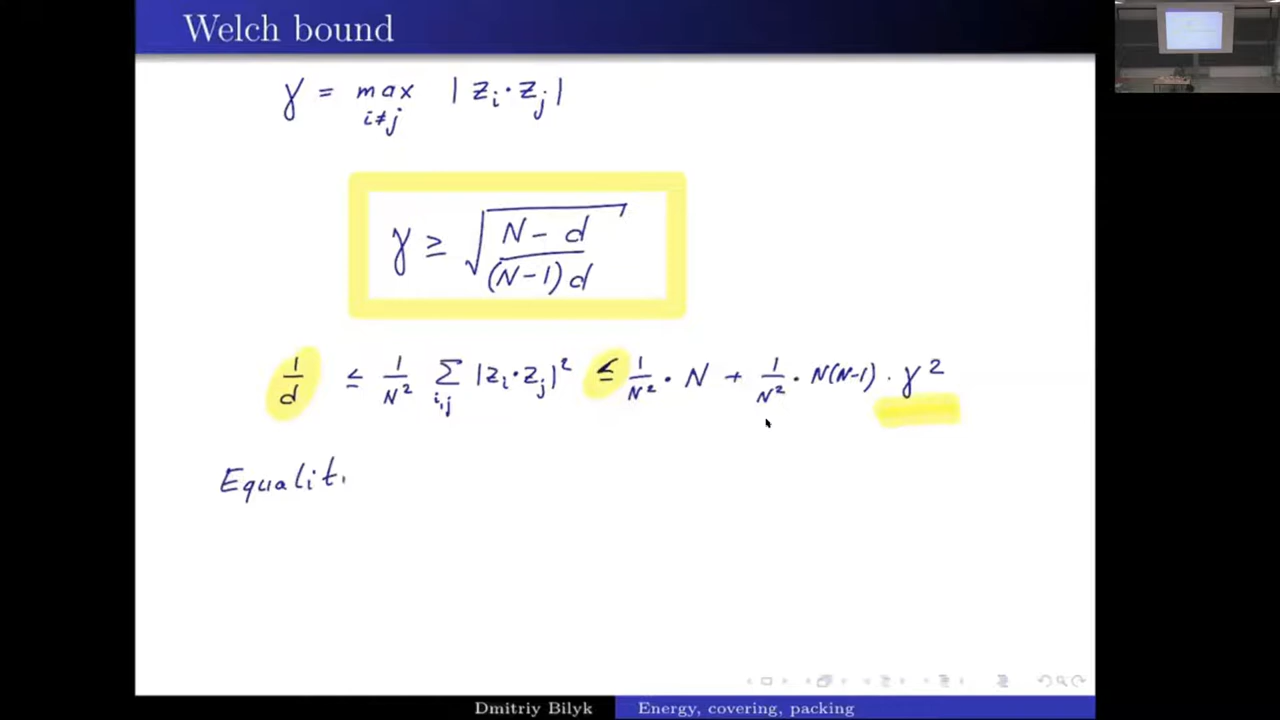 Welch bound
γ = max | z_i · z_j |
i≠j
γ ≥ √((N - d)/((N-1)d))
1/d ≤ 1/N² Σ_{i,j} |z_i · z_j|² ≤ 1/N² · N + 1/N² · N(N-1) · γ²
Equalit
Dmitriy Bilyk Energy, covering, packing